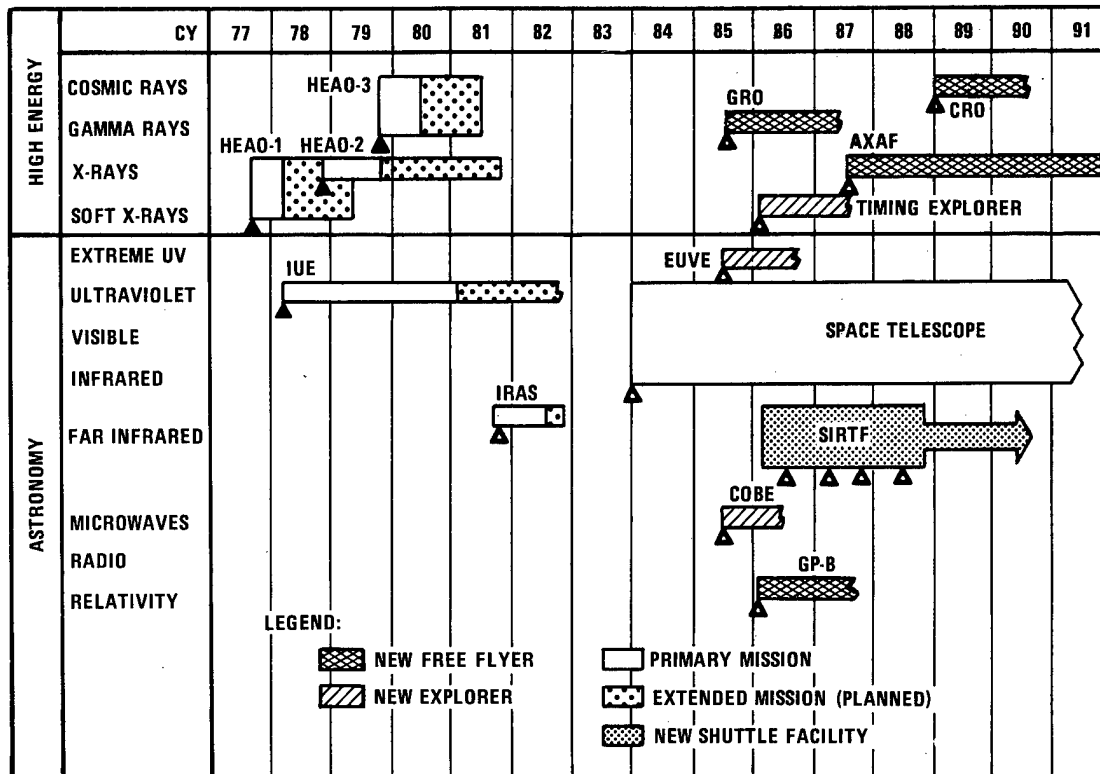 CY 77 78 79 80 81 82 83 84 85 86 87 88 89 90 91
HIGH ENERGY
COSMIC RAYS
GAMMA RAYS
X-RAYS
SOFT X-RAYS
HEAO-3
HEAO-1 HEAO-2
GRO
CRO
AXAF
TIMING EXPLORER
ASTRONOMY
EXTREME UV
ULTRAVIOLET
VISIBLE
INFRARED
FAR INFRARED
MICROWAVES
RADIO
RELATIVITY
EUVE
IUE
SPACE TELESCOPE
IRAS
SIRTF
COBE
GP-B
LEGEND:
NEW FREE FLYER
NEW EXPLORER
PRIMARY MISSION
EXTENDED MISSION (PLANNED)
NEW SHUTTLE FACILITY